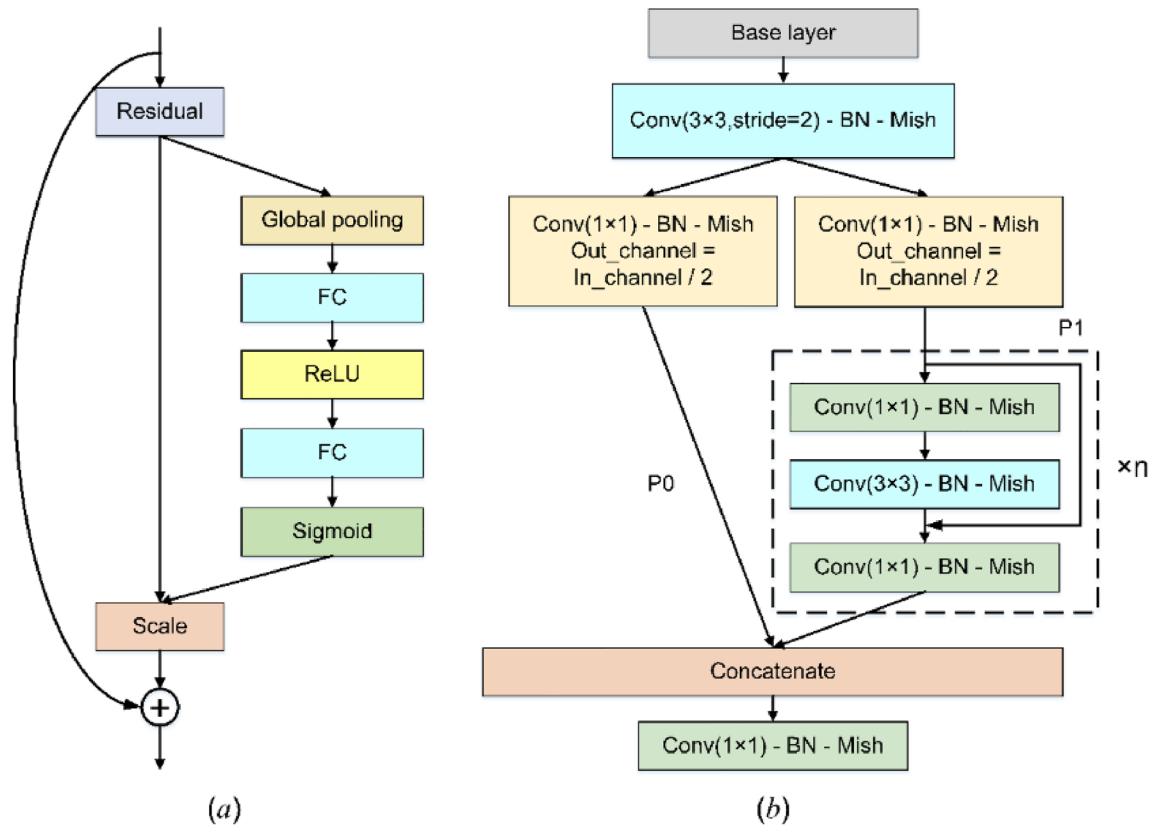 Residual
Global pooling
FC
ReLU
FC
Sigmoid
Scale
+
(a)
Base layer
Conv(3×3,stride=2) - BN - Mish
Conv(1×1) - BN - Mish
Out_channel =
In_channel / 2
Conv(1×1) - BN - Mish
Out_channel =
In_channel / 2
P1
Conv(1×1) - BN - Mish
Conv(3×3) - BN - Mish
Conv(1×1) - BN - Mish
×n
P0
Concatenate
Conv(1×1) - BN - Mish
(b)